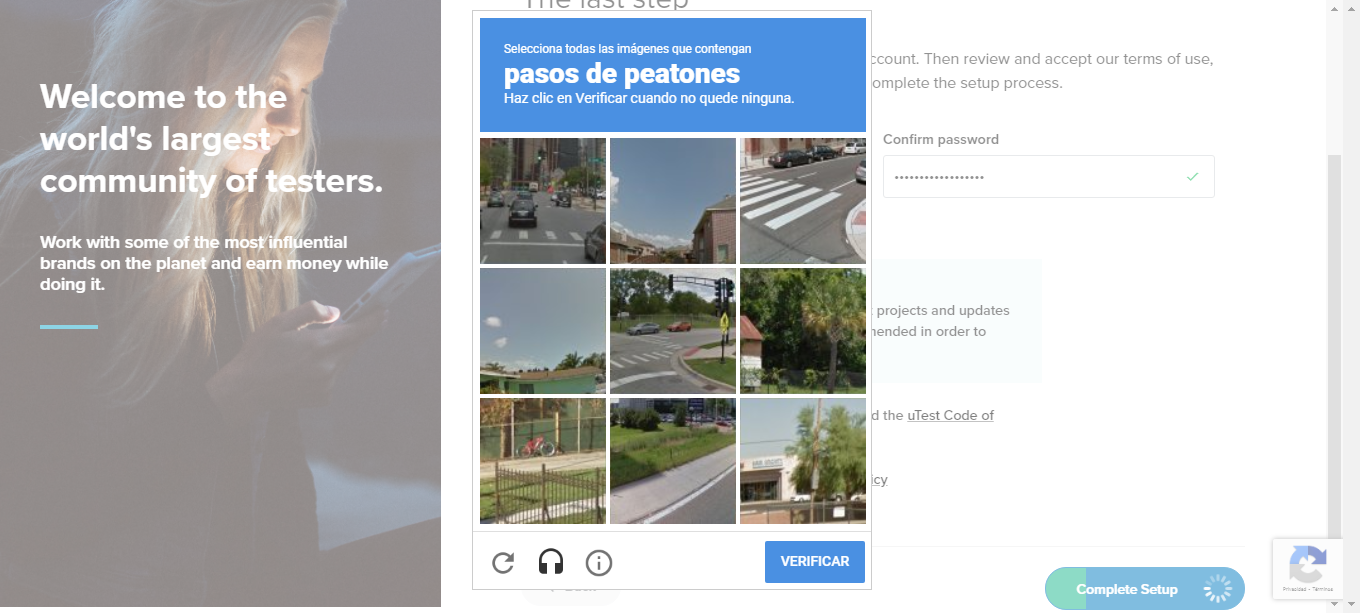 The last step
Welcome to the
world's largest
community of testers.
Work with some of the most influential
brands on the planet and earn money while
doing it.
Selecciona todas las imágenes que contengan
pasos de peatones
Haz clic en Verificar cuando no quede ninguna.
VERIFICAR
ccount. Then review and accept our terms of use,
omplete the setup process.
Confirm password
••••••••••••••••••
projects and updates
nended in order to
d the uTest Code of
icy
Back
Complete Setup
Privacidad - Términos